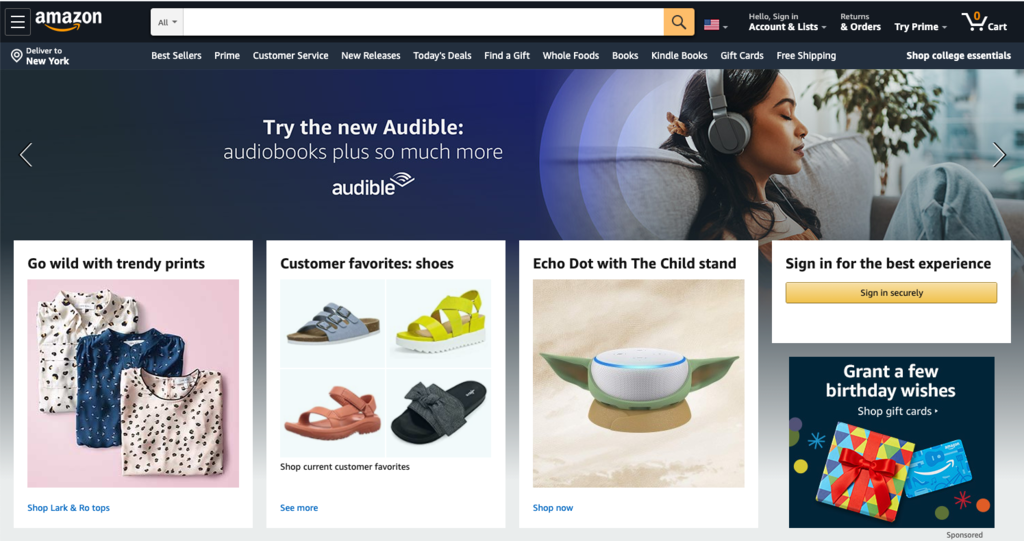 amazon
All
Hello, Sign in
Account & Lists
Returns
& Orders
Try Prime
0
Cart
Deliver to
New York
Best Sellers Prime Customer Service New Releases Today's Deals Find a Gift Whole Foods Books Kindle Books Gift Cards Free Shipping
Shop college essentials
Try the new Audible:
audiobooks plus so much more
audible
Go wild with trendy prints
Shop Lark & Ro tops
Customer favorites: shoes
Shop current customer favorites
See more
Echo Dot with The Child stand
Shop now
Sign in for the best experience
Sign in securely
Grant a few
birthday wishes
Shop gift cards
amazon
Sponsored